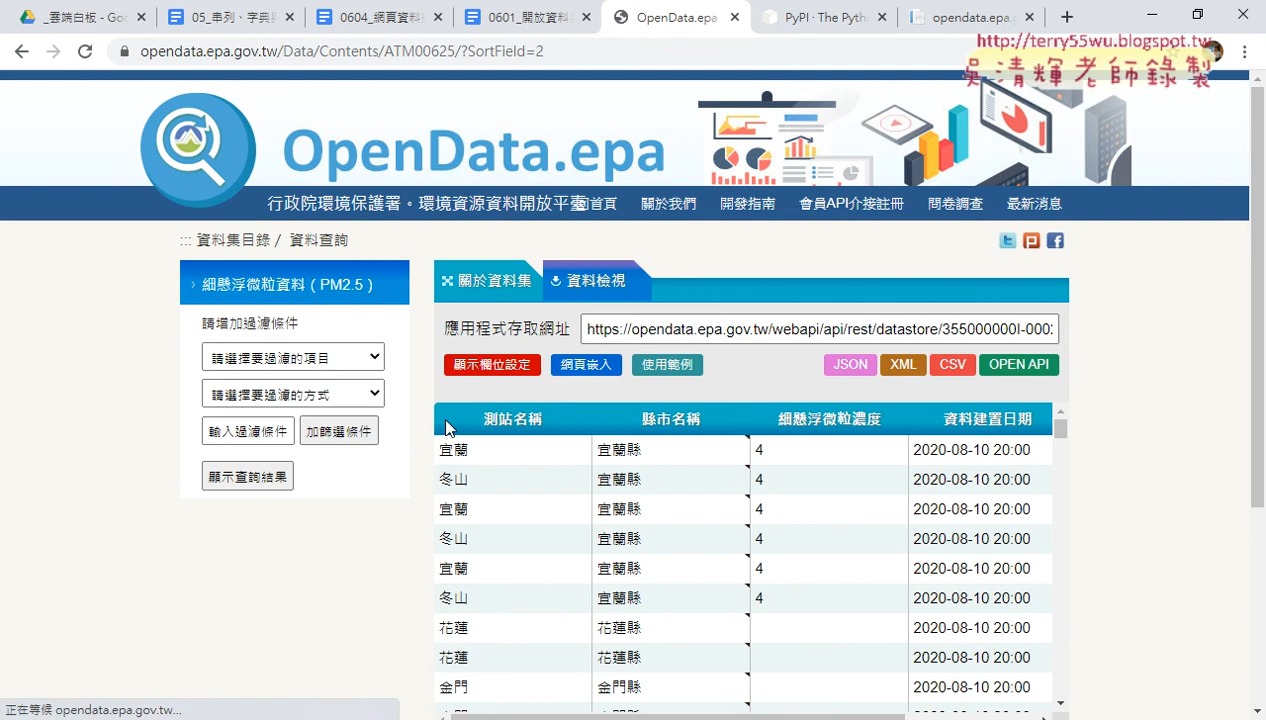 _雲端白板 - Goo
05_串列、字典與
0604_網頁資料
0601_開放資料
OpenData.epa
PyPI · The Pyth
opendata.epa.g
opendata.epa.gov.tw/Data/Contents/ATM00625/?SortField=2
http://terry55wu.blogspot.tw
吳清輝老師錄製
OpenData.epa
行政院環境保護署。環境資源資料開放平臺
首頁
關於我們
開發指南
會員API介接註冊
問卷調查
最新消息
::: 資料集目錄 / 資料查詢
細懸浮微粒資料 ( PM2.5 )
請增加過濾條件
請選擇要過濾的項目
請選擇要過濾的方式
輸入過濾條件
加篩選條件
顯示查詢結果
關於資料集
資料檢視
應用程式存取網址
https://opendata.epa.gov.tw/webapi/api/rest/datastore/355000000I-000
顯示欄位設定
網頁嵌入
使用範例
JSON
XML
CSV
OPEN API
測站名稱 縣市名稱 細懸浮微粒濃度 資料建置日期
宜蘭 宜蘭縣 4 2020-08-10 20:00
冬山 宜蘭縣 4 2020-08-10 20:00
宜蘭 宜蘭縣 4 2020-08-10 20:00
冬山 宜蘭縣 4 2020-08-10 20:00
宜蘭 宜蘭縣 4 2020-08-10 20:00
冬山 宜蘭縣 4 2020-08-10 20:00
花蓮 花蓮縣 2020-08-10 20:00
花蓮 花蓮縣 2020-08-10 20:00
金門 金門縣 2020-08-10 20:00
正在等候 opendata.epa.gov.tw...